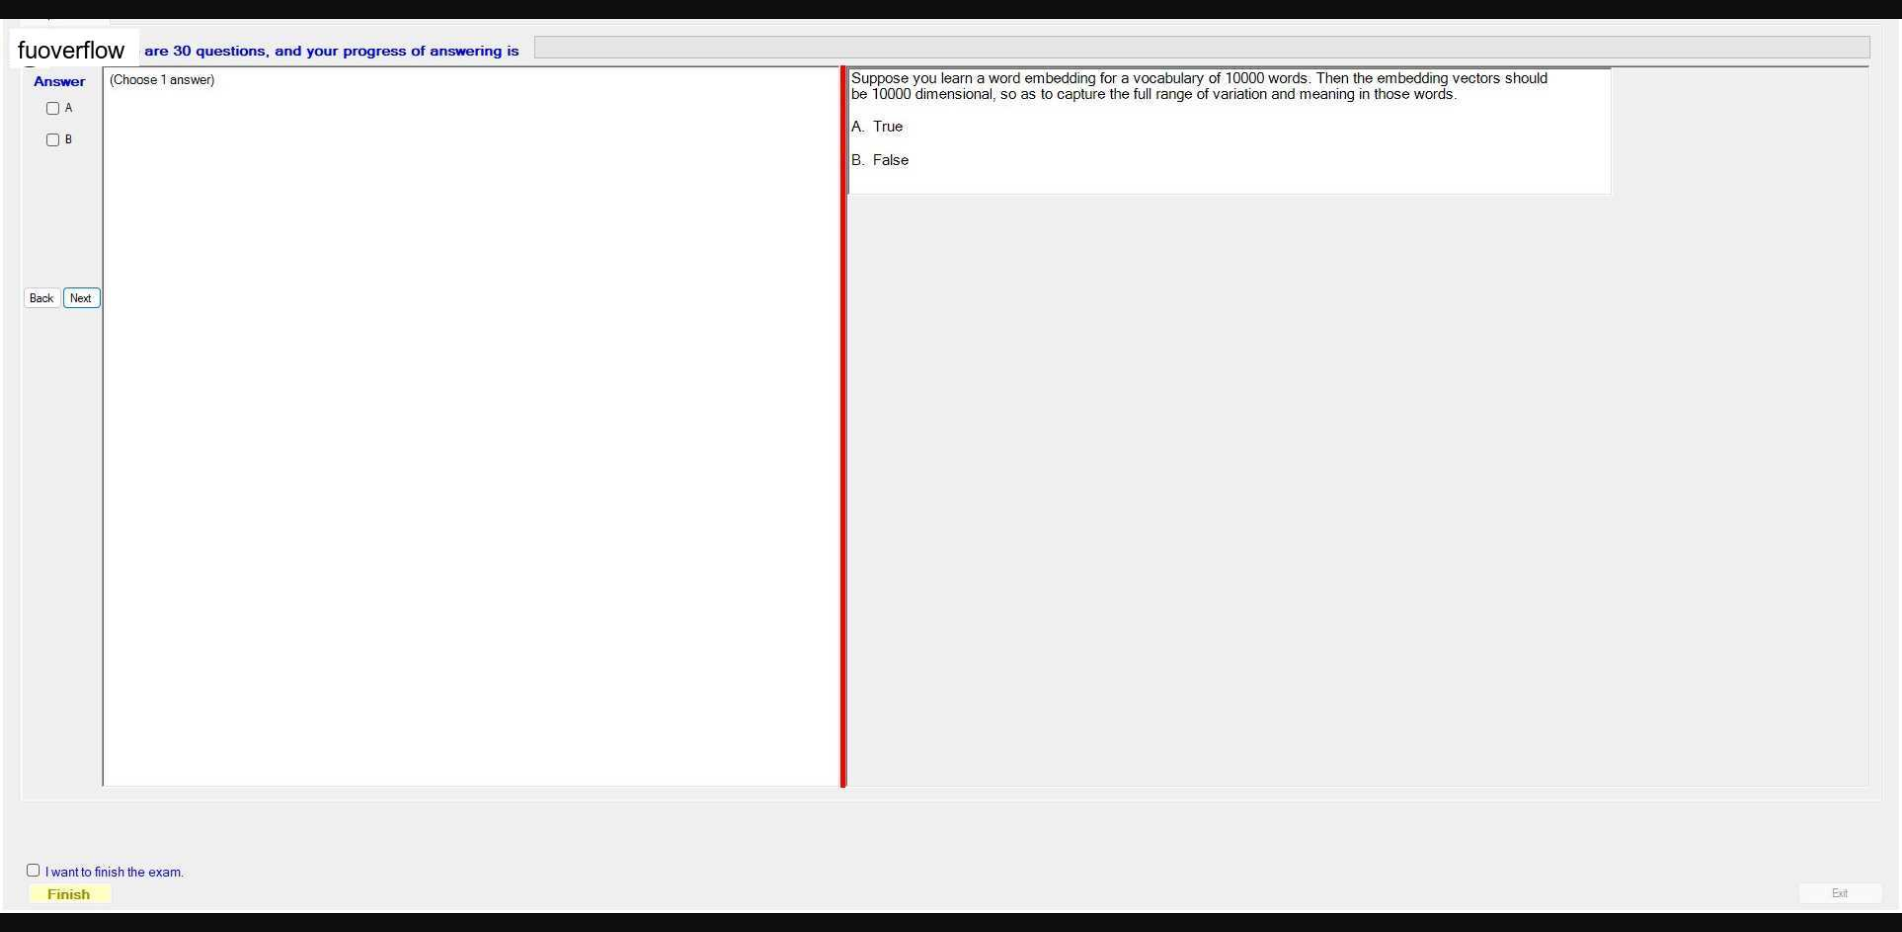 fuoverflow are 30 questions, and your progress of answering is
Answer
(Choose 1 answer)
A
B
Back Next
Suppose you learn a word embedding for a vocabulary of 10000 words. Then the embedding vectors should
be 10000 dimensional, so as to capture the full range of variation and meaning in those words.
A. True
B. False
I want to finish the exam.
Finish
Exit